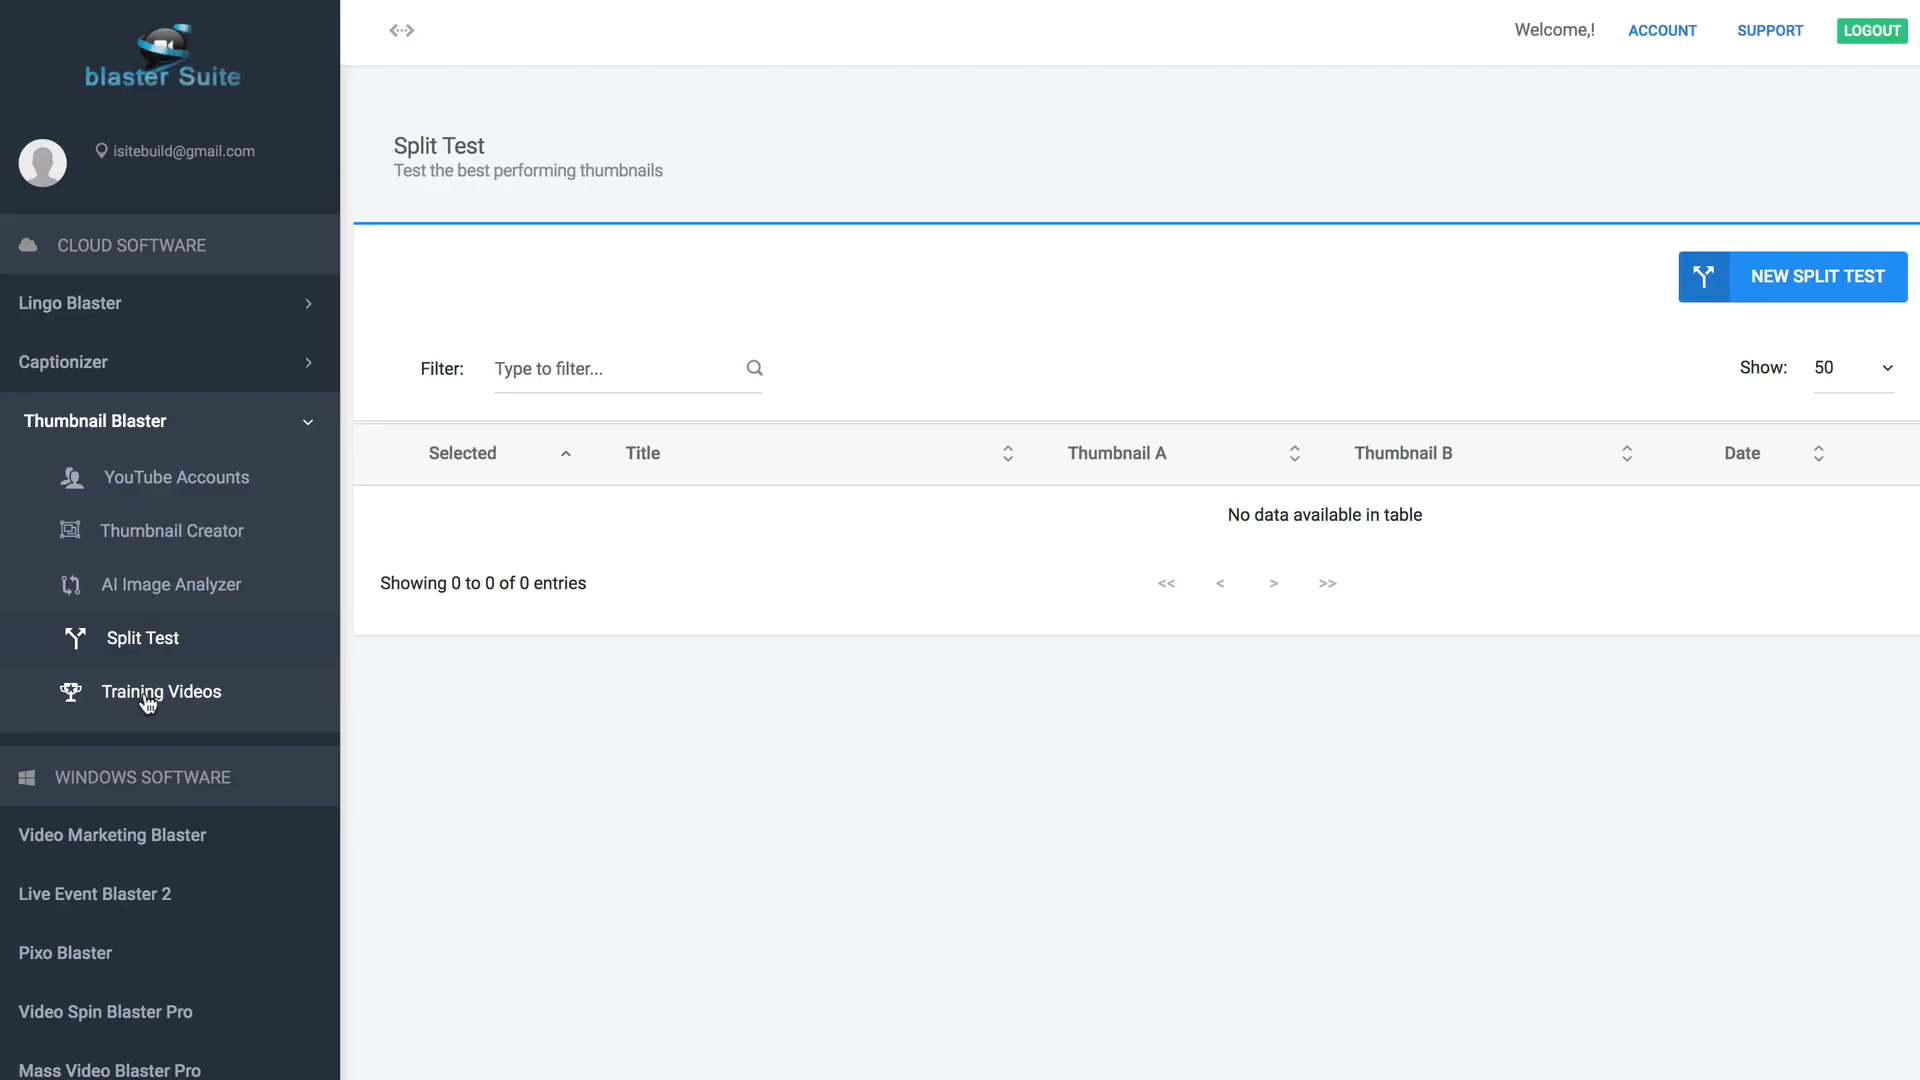 blaster Suite
isitebuild@gmail.com
CLOUD SOFTWARE
Lingo Blaster
Captionizer
Thumbnail Blaster
YouTube Accounts
Thumbnail Creator
AI Image Analyzer
Split Test
Training Videos
WINDOWS SOFTWARE
Video Marketing Blaster
Live Event Blaster 2
Pixo Blaster
Video Spin Blaster Pro
Mass Video Blaster Pro
Welcome,! ACCOUNT SUPPORT LOGOUT
Split Test
Test the best performing thumbnails
NEW SPLIT TEST
Filter: Type to filter... Show: 50
Selected Title Thumbnail A Thumbnail B Date
No data available in table
Showing 0 to 0 of 0 entries << < > >>